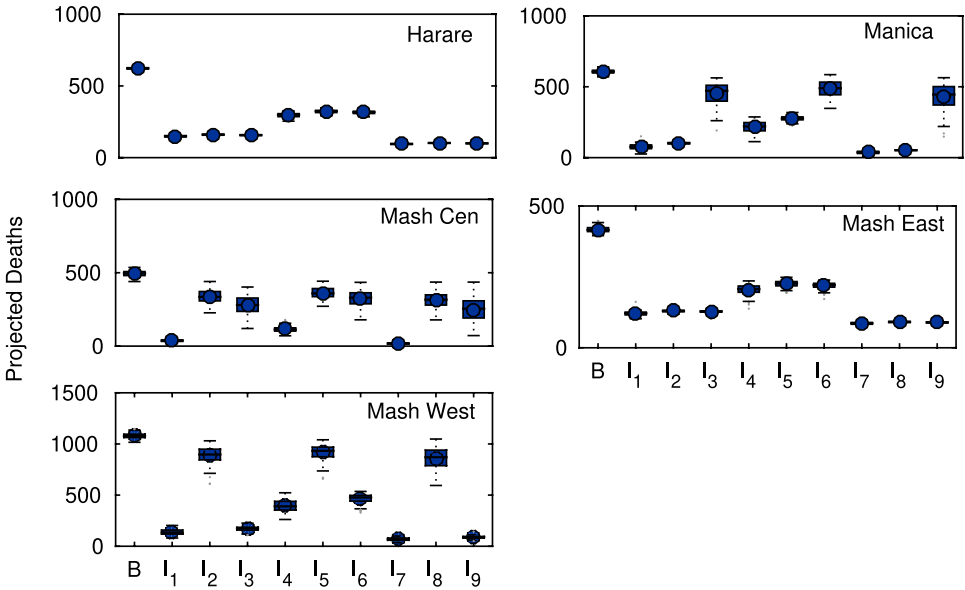 Projected Deaths
Harare
1000
500
0
Manica
1000
500
0
Mash Cen
1000
500
0
Mash East
500
0
B I1 I2 I3 I4 I5 I6 I7 I8 I9
Mash West
1500
1000
500
0
B I1 I2 I3 I4 I5 I6 I7 I8 I9